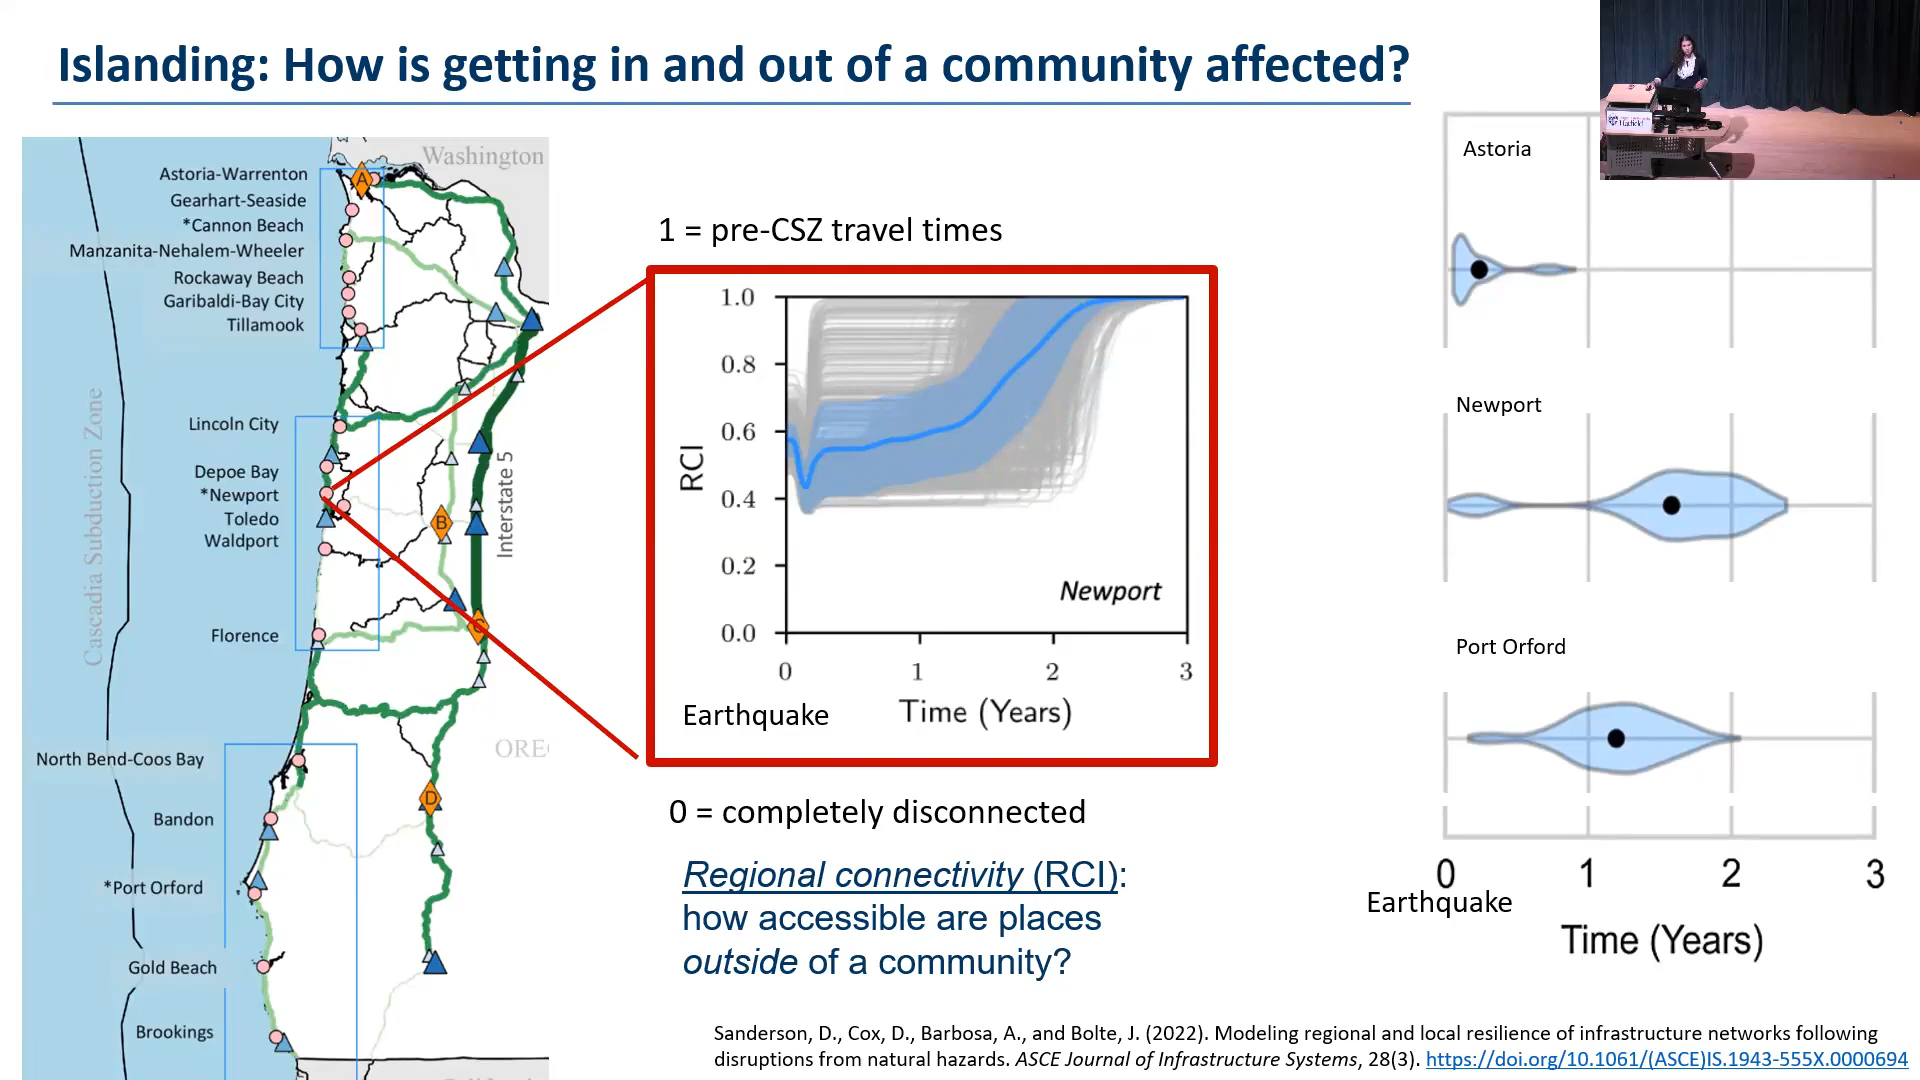 Islanding: How is getting in and out of a community affected?
Washington
Astoria-Warrenton
A
Gearhart-Seaside
*Cannon Beach
Manzanita-Nehalem-Wheeler
Rockaway Beach
Garibaldi-Bay City
Tillamook
Cascadia Subduction Zone
Lincoln City
Depoe Bay
*Newport
Toledo
Waldport
Interstate 5
B
C
Florence
ORE
North Bend-Coos Bay
D
Bandon
*Port Orford
Gold Beach
Brookings
1 = pre-CSZ travel times
1.0
0.8
0.6
0.4
0.2
0.0
RCI
Newport
0 1 2 3
Time (Years)
Earthquake
0 = completely disconnected
Regional connectivity (RCI):
how accessible are places
outside of a community?
Astoria
Newport
Port Orford
0 1 2 3
Earthquake
Time (Years)
Sanderson, D., Cox, D., Barbosa, A., and Bolte, J. (2022). Modeling regional and local resilience of infrastructure networks following
disruptions from natural hazards. ASCE Journal of Infrastructure Systems, 28(3). https://doi.org/10.1061/(ASCE)IS.1943-555X.0000694